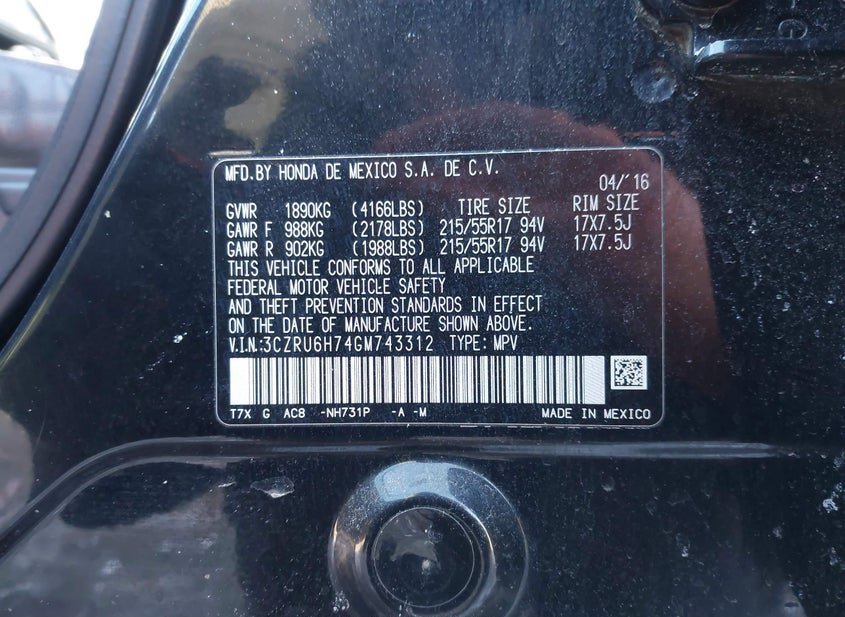 MFD.BY HONDA DE MEXICO S.A. DE C.V.
04/'16
GVWR 1890KG (4166LBS) TIRE SIZE RIM SIZE
GAWR F 988KG (2178LBS) 215/55R17 94V 17X7.5J
GAWR R 902KG (1988LBS) 215/55R17 94V 17X7.5J
THIS VEHICLE CONFORMS TO ALL APPLICABLE
FEDERAL MOTOR VEHICLE SAFETY
AND THEFT PREVENTION STANDARDS IN EFFECT
ON THE DATE OF MANUFACTURE SHOWN ABOVE.
V.I.N.:3CZRU6H74GM743312 TYPE: MPV
T7X G AC8 -NH731P -A -M MADE IN MEXICO